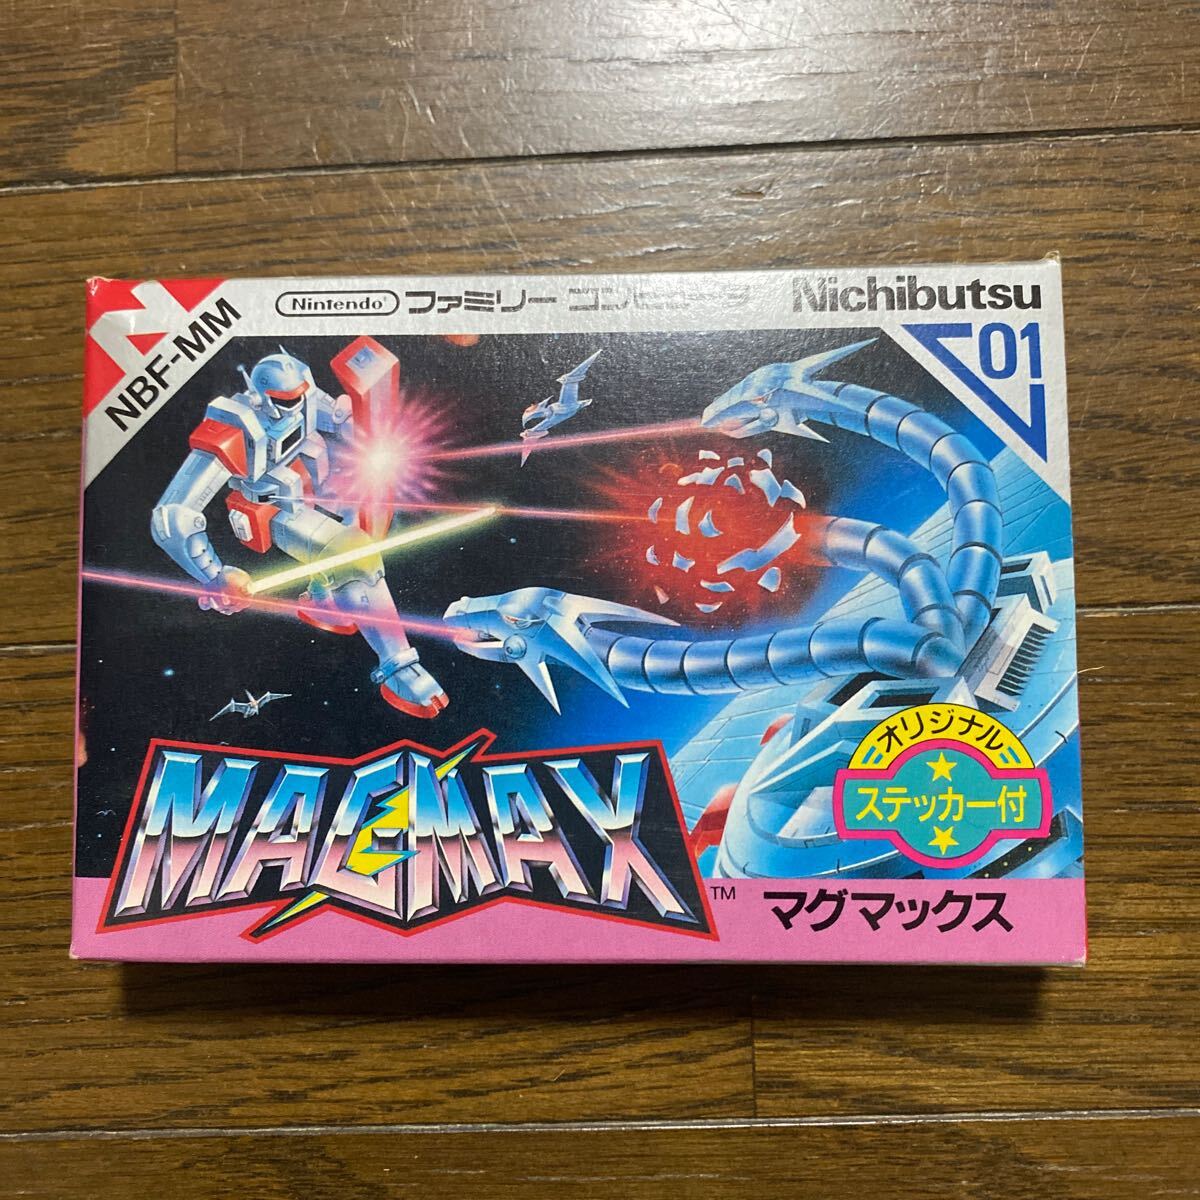 NBF-MM
Nintendo® ファミリー コンピュータ
Nichibutsu
01
オリジナル
ステッカー付
MAGMAX
TM
マグマックス